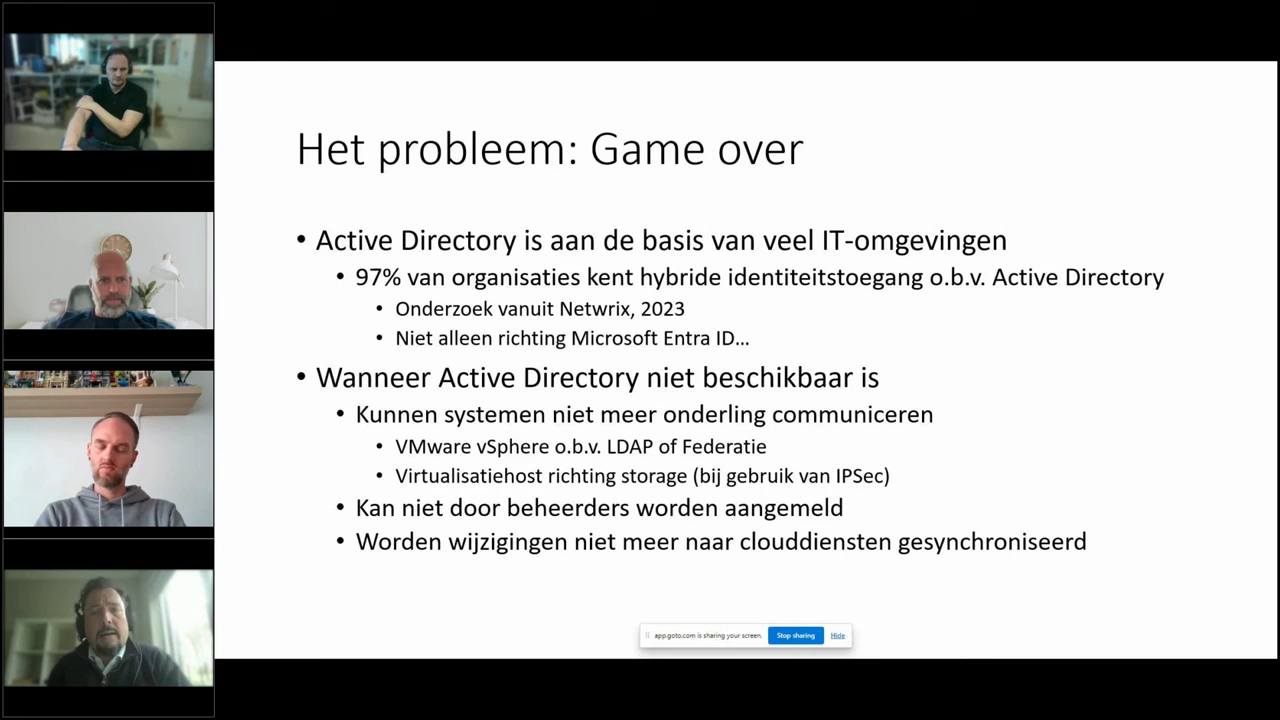 Het probleem: Game over
• Active Directory is aan de basis van veel IT-omgevingen
• 97% van organisaties kent hybride identiteitstoegang o.b.v. Active Directory
• Onderzoek vanuit Netwrix, 2023
• Niet alleen richting Microsoft Entra ID…
• Wanneer Active Directory niet beschikbaar is
• Kunnen systemen niet meer onderling communiceren
• VMware vSphere o.b.v. LDAP of Federatie
• Virtualisatiehost richting storage (bij gebruik van IPSec)
• Kan niet door beheerders worden aangemeld
• Worden wijzigingen niet meer naar clouddiensten gesynchroniseerd
app.goto.com is sharing your screen. Stop sharing Hide